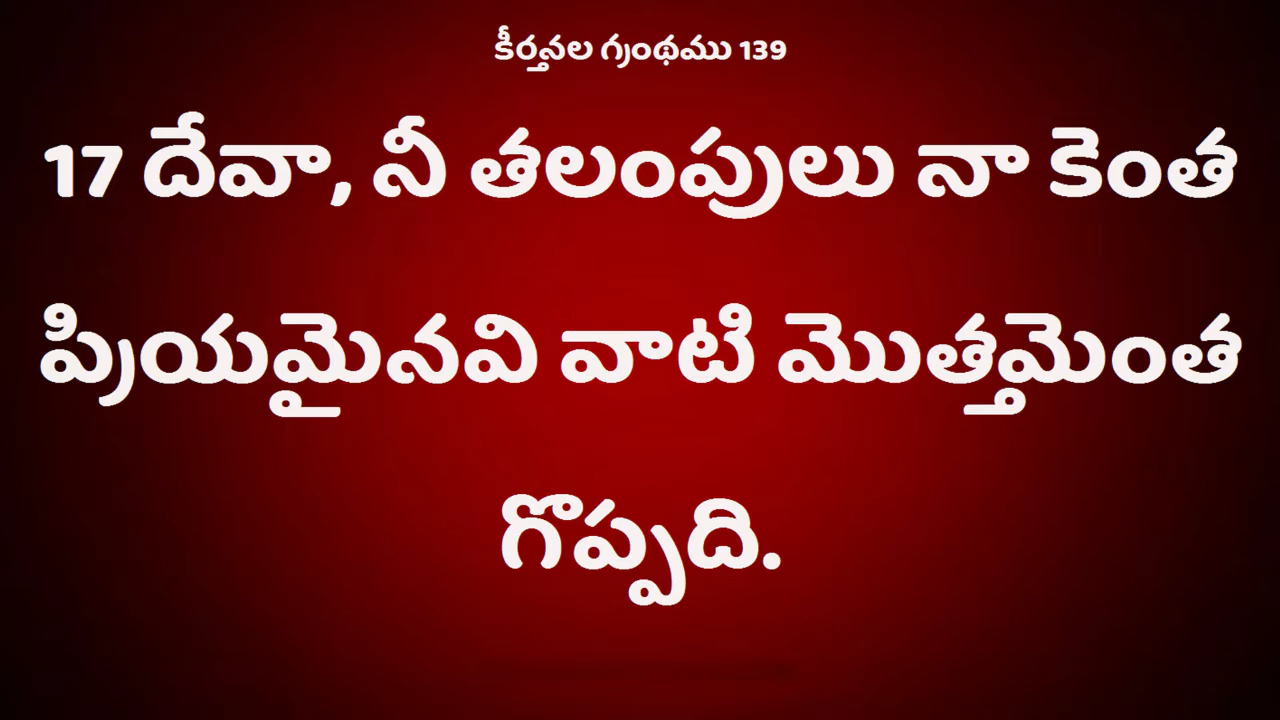 కీర్తనల గ్రంథము 139
17 దేవా, నీ తలంపులు నా కెంత
ప్రియమైనవి వాటి మొత్తమెంత
గొప్పది.